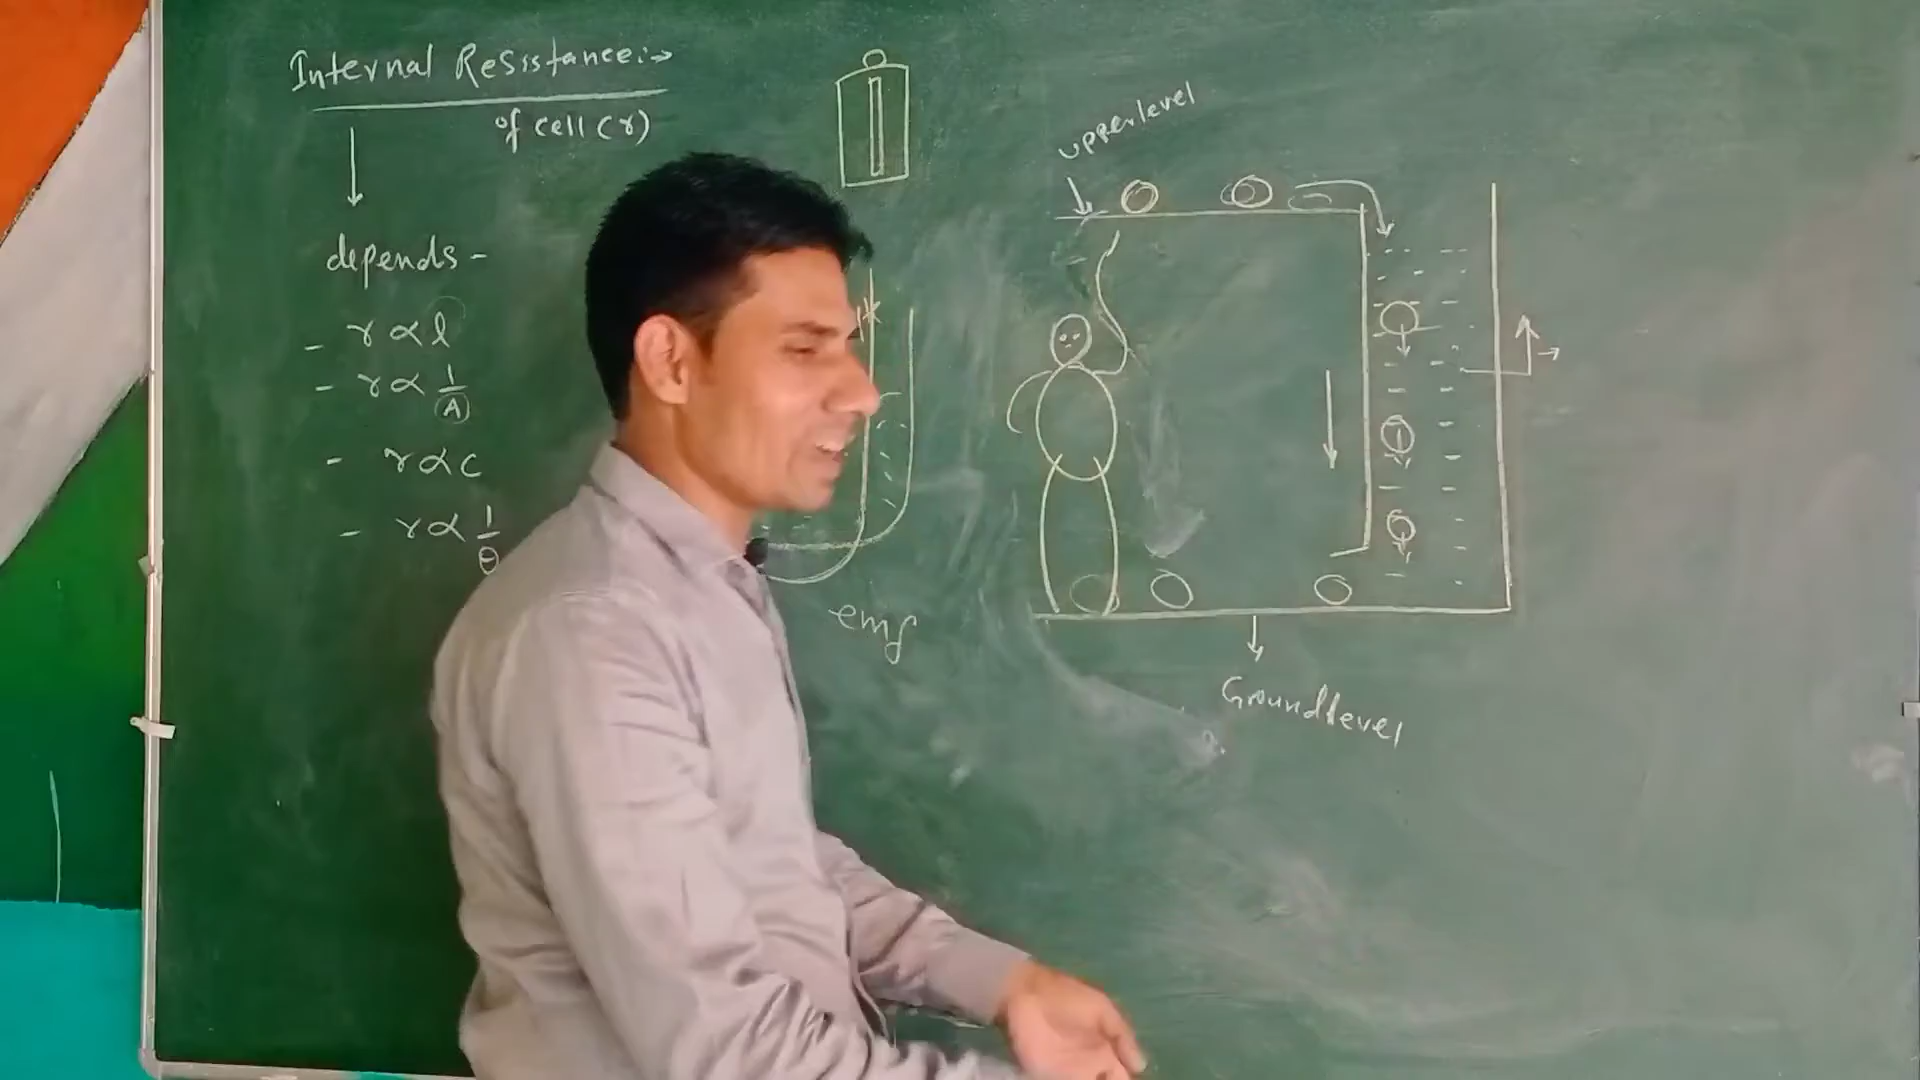 Internal Resistance:→
of cell (r)
depends -
- r ∝ l
- r ∝ 1/A
- r ∝ c
- r ∝ 1/θ
emf
upperlevel
Groundlevel